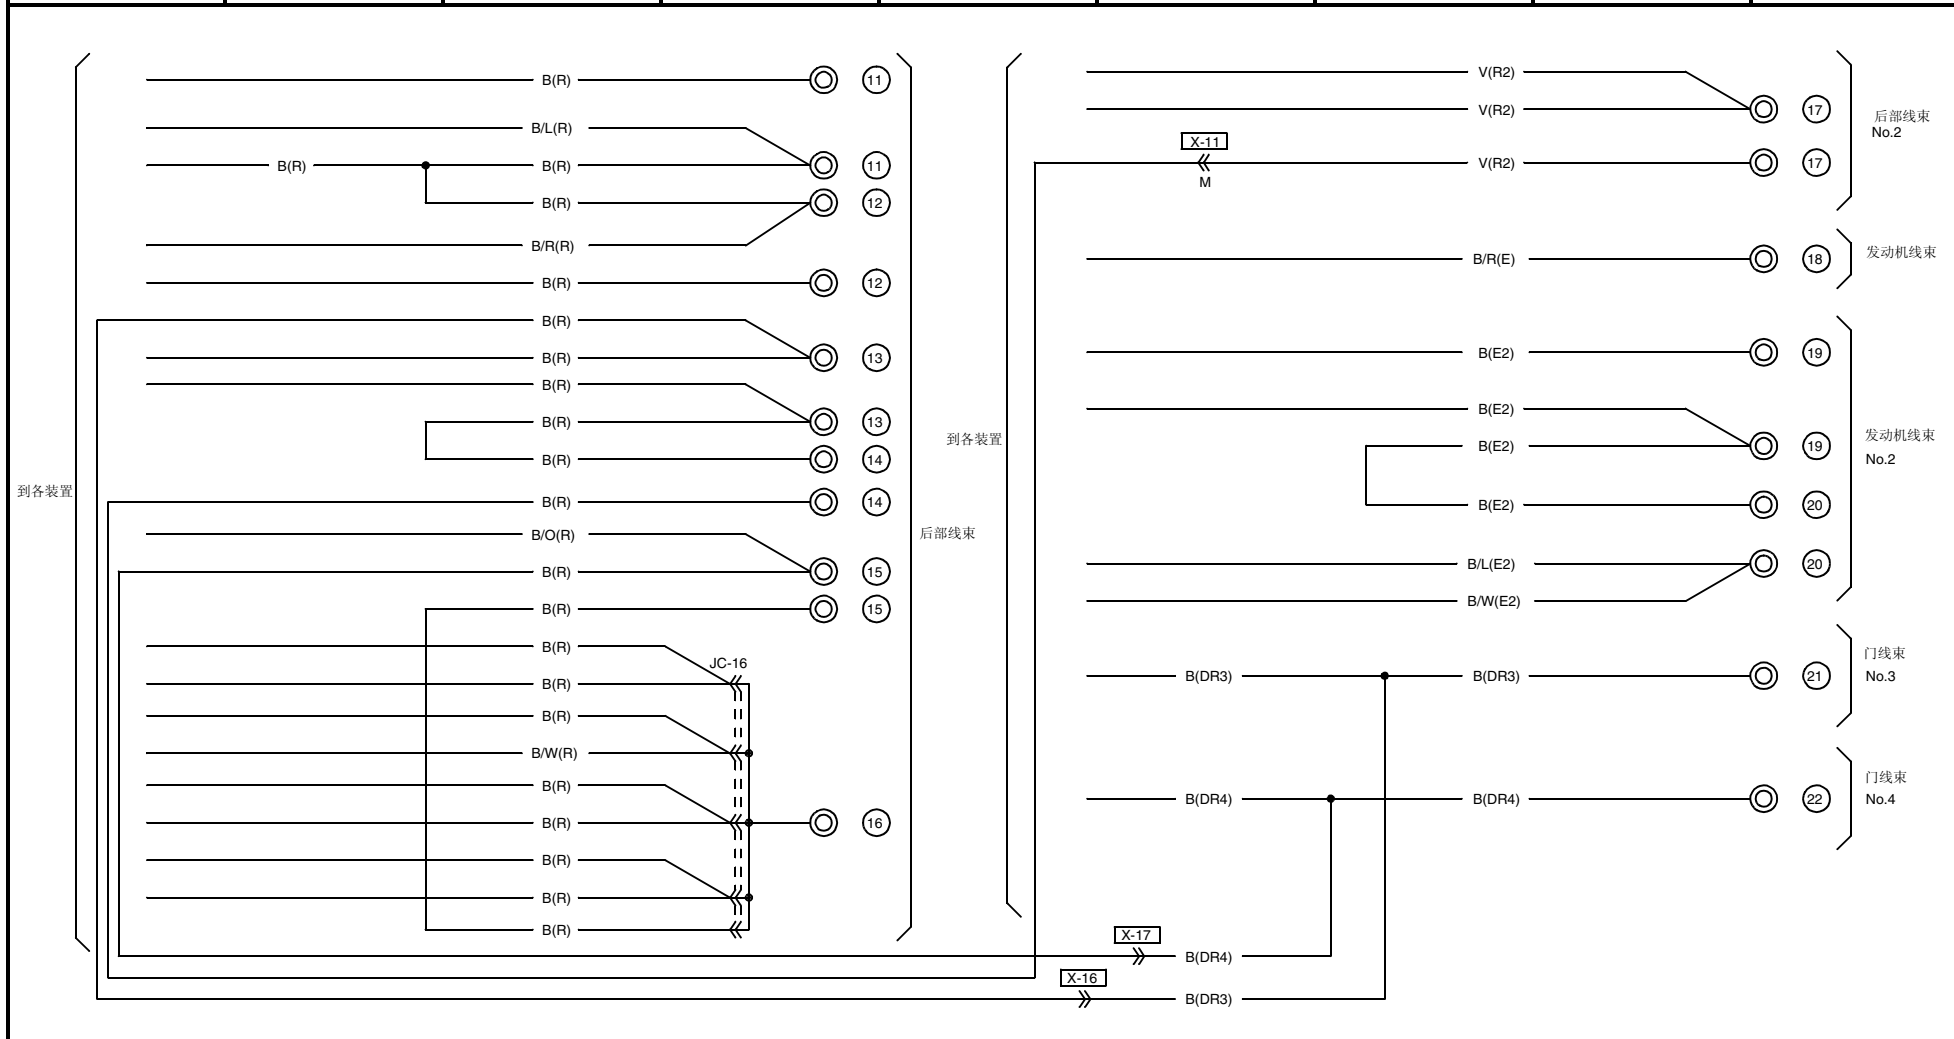 B(R) 11
B/L(R)
B(R) B(R) 11
B(R) 12
B/R(R)
B(R) 12
B(R)
B(R) 13
B(R)
B(R) 13
B(R) 14
到各装置
B(R) 14
B/O(R)
后部线束
B(R) 15
B(R) 15
B(R)
JC-16
B(R)
B(R)
B/W(R)
B(R)
B(R) 16
B(R)
B(R)
B(R)
V(R2)
V(R2) 17
后部线束
No.2
X-11
V(R2) 17
M
B/R(E) 18
发动机线束
B(E2) 19
B(E2)
到各装置
B(E2) 19
发动机线束
No.2
B(E2) 20
B/L(E2) 20
B/W(E2)
门线束
B(DR3) B(DR3) 21 No.3
门线束
B(DR4) B(DR4) 22 No.4
X-17
B(DR4)
X-16
B(DR3)